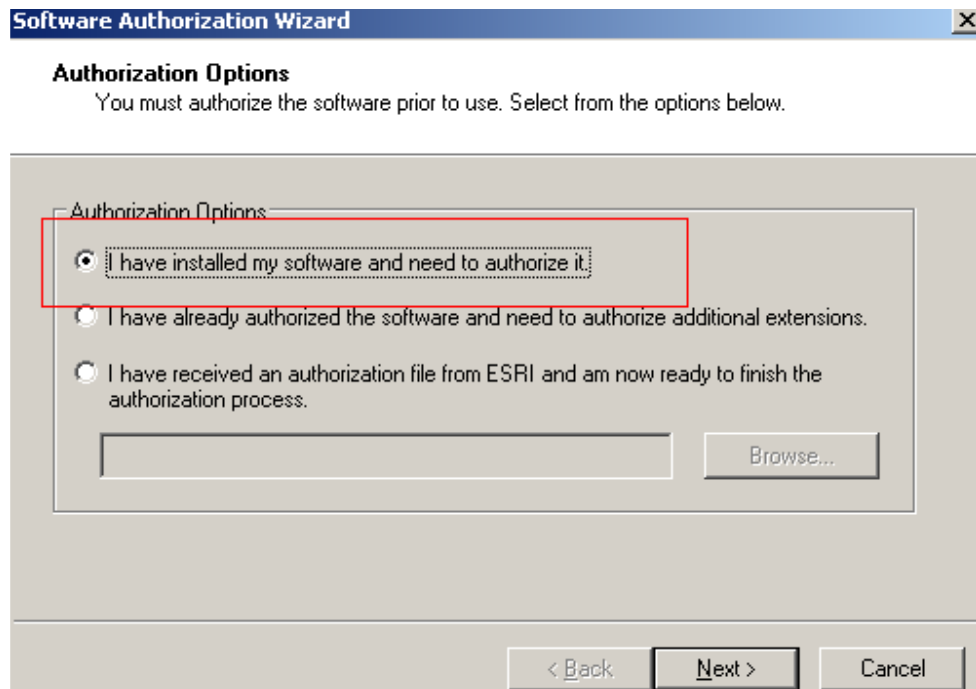 Software Authorization Wizard
Authorization Options
You must authorize the software prior to use. Select from the options below.
Authorization Options
I have installed my software and need to authorize it.
I have already authorized the software and need to authorize additional extensions.
I have received an authorization file from ESRI and am now ready to finish the
authorization process.
Browse...
< Back
Next >
Cancel